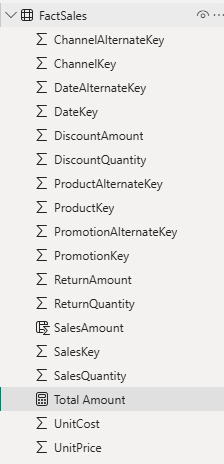 FactSales
ChannelAlternateKey
ChannelKey
DateAlternateKey
DateKey
DiscountAmount
DiscountQuantity
ProductAlternateKey
ProductKey
PromotionAlternateKey
PromotionKey
ReturnAmount
ReturnQuantity
SalesAmount
SalesKey
SalesQuantity
Total Amount
UnitCost
UnitPrice